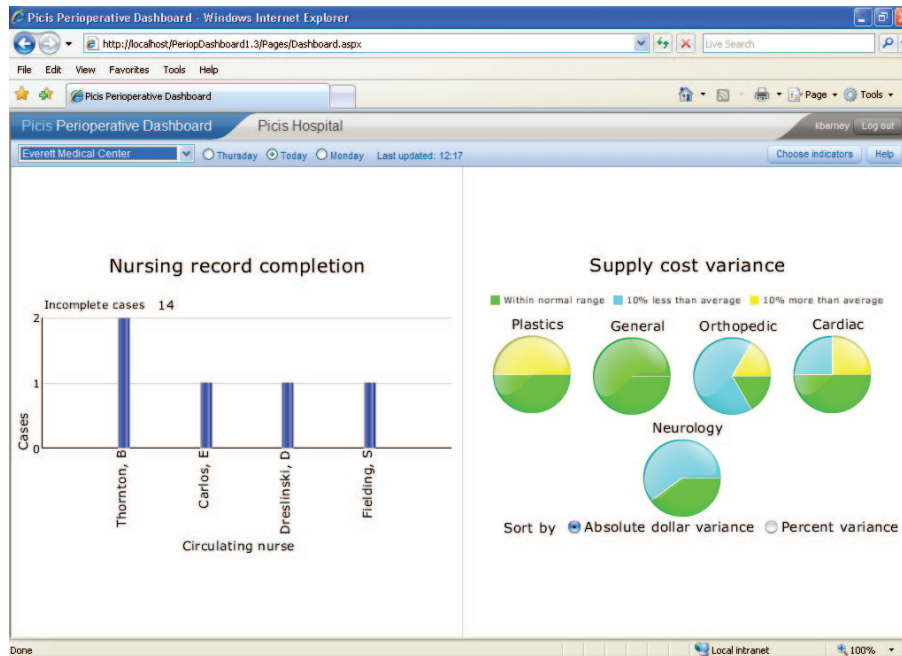 Picis Perioperative Dashboard - Windows Internet Explorer
http://localhost/PeriopDashboard1.3/Pages/Dashboard.aspx
Live Search
File Edit View Favorites Tools Help
Picis Perioperative Dashboard
Page Tools
Picis Perioperative Dashboard Picis Hospital kbarney Log out
Everett Medical Center Thursday Today Monday Last updated: 12:17 Choose indicators Help
Nursing record completion
Incomplete cases 14
2
1
0
Cases
Thornton, B
Carlos, E
Dreslinski, D
Fielding, S
Circulating nurse
Supply cost variance
Within normal range 10% less than average 10% more than average
Plastics General Orthopedic Cardiac
Neurology
Sort by Absolute dollar variance Percent variance
Done Local intranet 100%